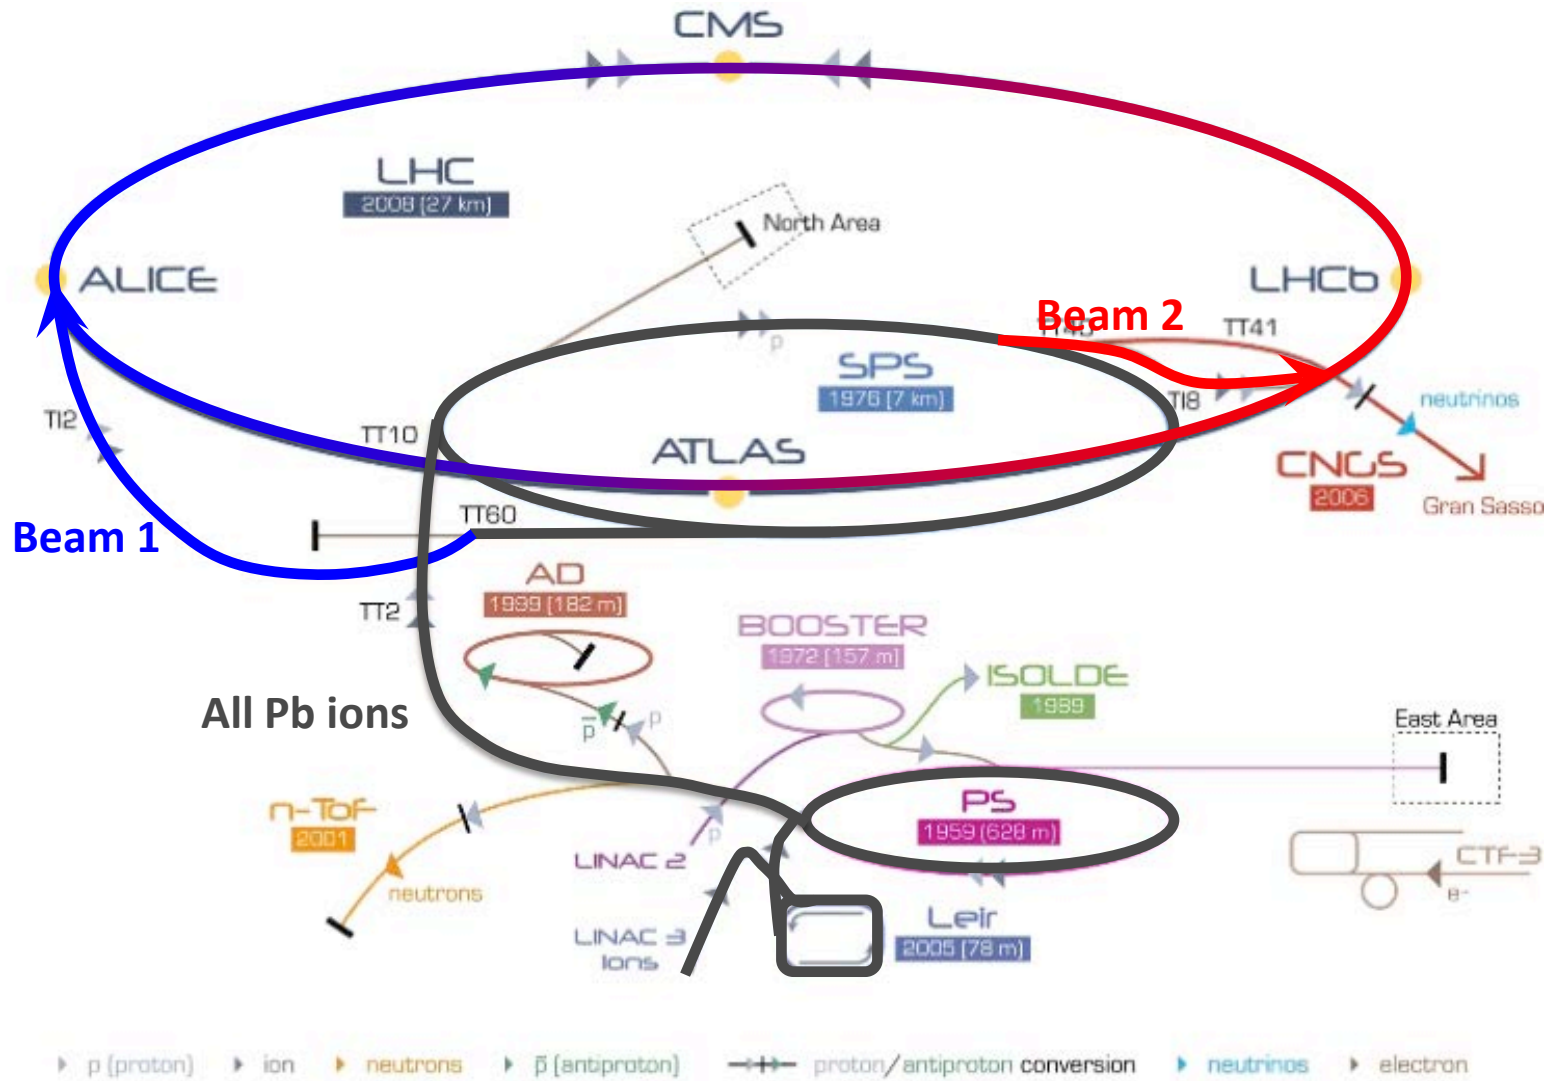 CMS
LHC
2008 (27 km)
North Area
ALICE
LHCb
Beam 2
TT40
TT41
p
SPS
1976 (7 km)
TI8
neutrinos
TI2
TT10
ATLAS
CNGS
2006
Gran Sasso
Beam 1
TT60
AD
1999 (182 m)
TT2
BOOSTER
1972 (157 m)
ISOLDE
1989
All Pb ions
p̅
p
East Area
n-ToF
2001
PS
1959 (628 m)
p
LINAC 2
CTF-3
e-
neutrons
Leir
2005 (78 m)
LINAC 3
Ions
p (proton)
ion
neutrons
p̅ (antiproton)
proton/antiproton conversion
neutrinos
electron